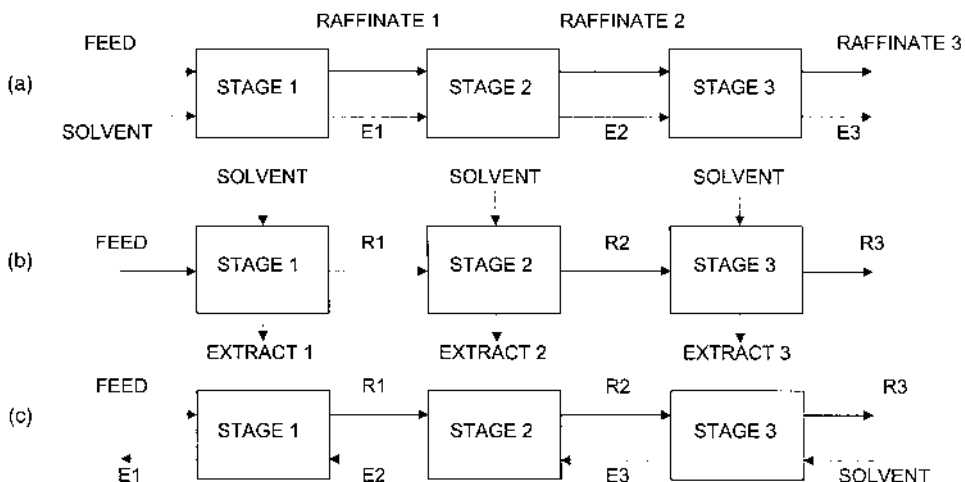 RAFFINATE 1 RAFFINATE 2
FEED RAFFINATE 3
(a) STAGE 1 STAGE 2 STAGE 3
SOLVENT E1 E2 E3
SOLVENT SOLVENT SOLVENT
FEED R1 R2 R3
(b) STAGE 1 STAGE 2 STAGE 3
EXTRACT 1 EXTRACT 2 EXTRACT 3
FEED R1 R2 R3
(c) STAGE 1 STAGE 2 STAGE 3
E1 E2 E3 SOLVENT